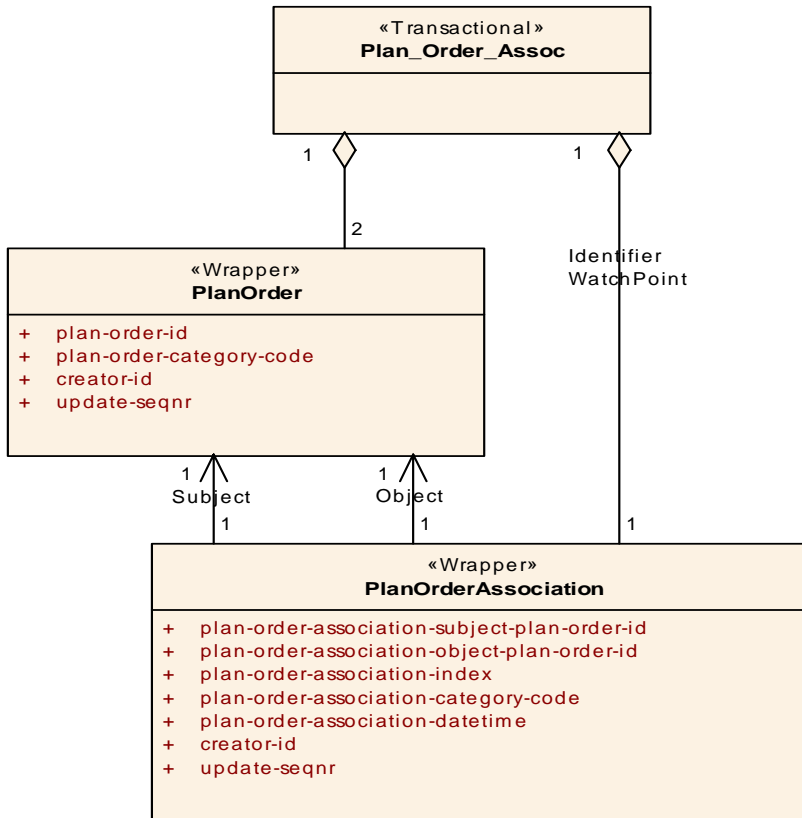 «Transactional»
Plan_Order_Assoc
1
1
2
Identifier
WatchPoint
«Wrapper»
PlanOrder
+ plan-order-id
+ plan-order-category-code
+ creator-id
+ update-seqnr
1
Subject
1
Object
1
1
1
«Wrapper»
PlanOrderAssociation
+ plan-order-association-subject-plan-order-id
+ plan-order-association-object-plan-order-id
+ plan-order-association-index
+ plan-order-association-category-code
+ plan-order-association-datetime
+ creator-id
+ update-seqnr